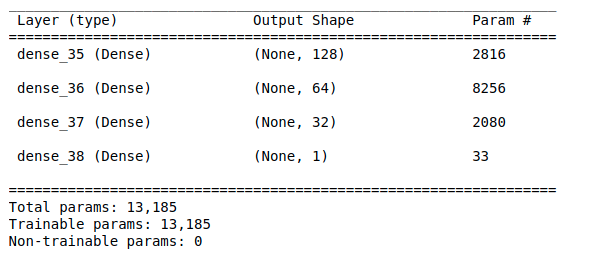 Layer (type) Output Shape Param #
dense_35 (Dense) (None, 128) 2816
dense_36 (Dense) (None, 64) 8256
dense_37 (Dense) (None, 32) 2080
dense_38 (Dense) (None, 1) 33
Total params: 13,185
Trainable params: 13,185
Non-trainable params: 0